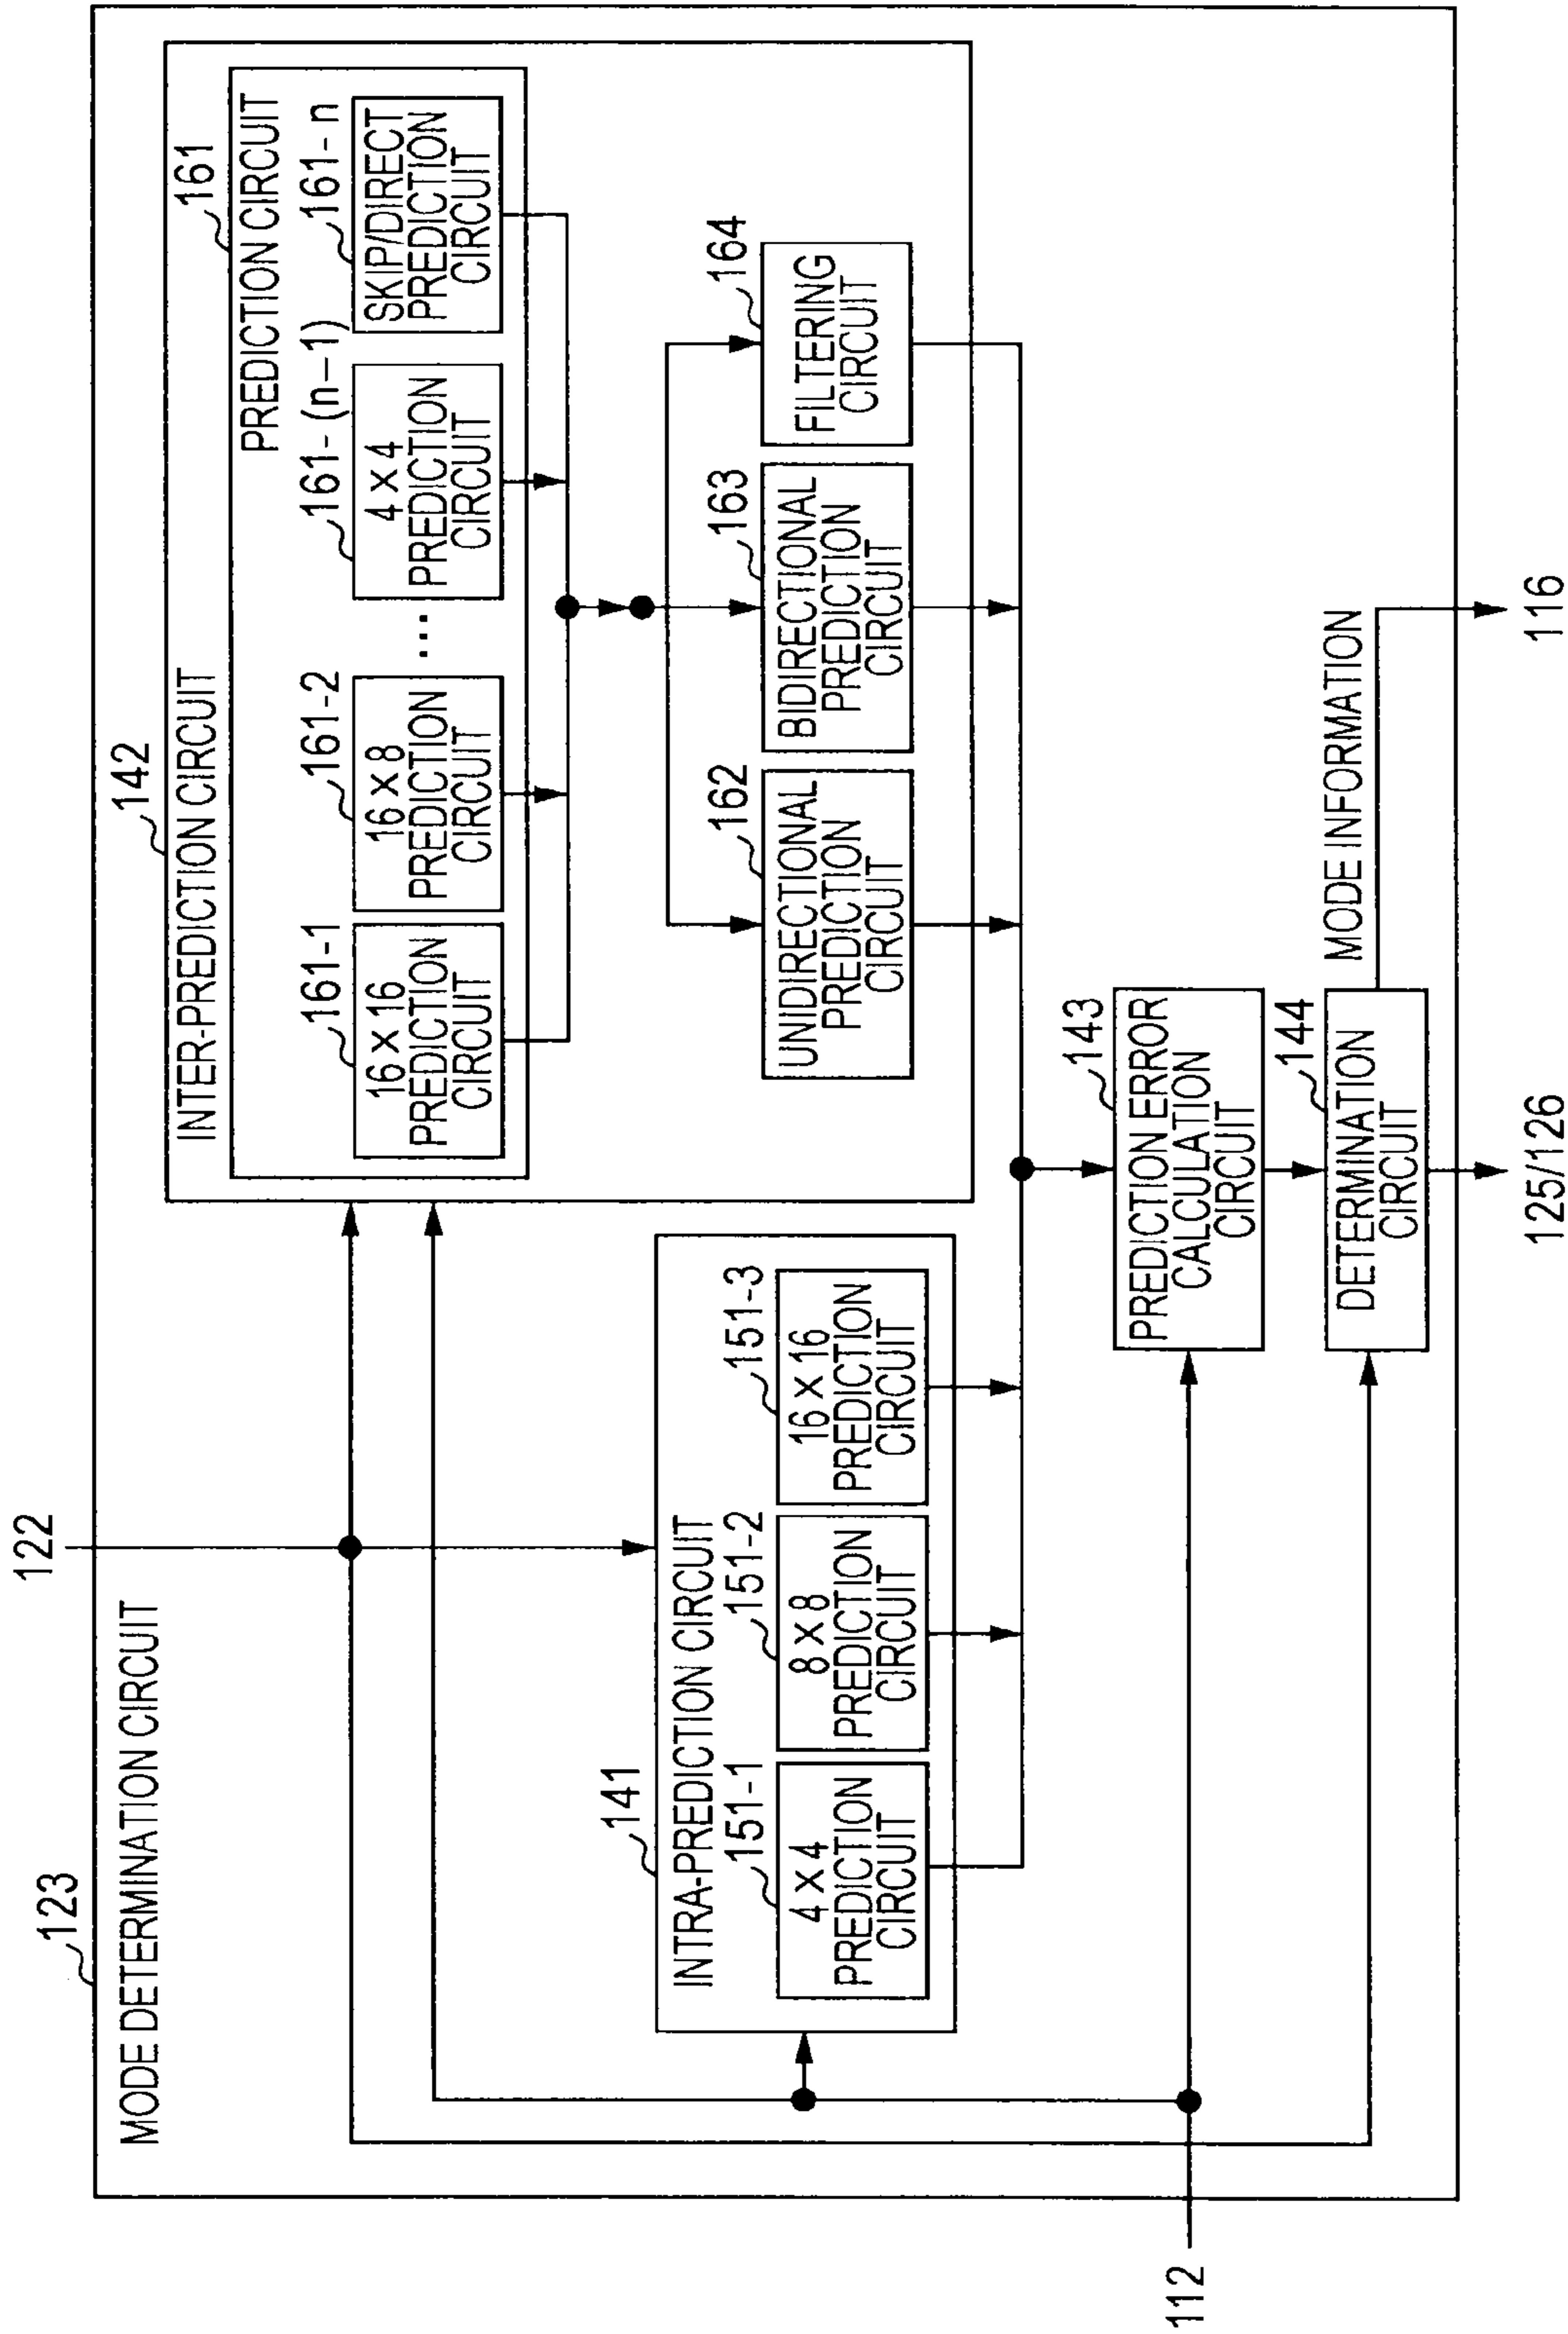 123
MODE DETERMINATION CIRCUIT
122
112
142
INTER-PREDICTION CIRCUIT
161
PREDICTION CIRCUIT
161-1
16×16
PREDICTION
CIRCUIT
161-2
16×8
PREDICTION
CIRCUIT
...
161-(n-1)
4×4
PREDICTION
CIRCUIT
161-n
SKIP/DIRECT
PREDICTION
CIRCUIT
162
UNIDIRECTIONAL
PREDICTION
CIRCUIT
163
BIDIRECTIONAL
PREDICTION
CIRCUIT
164
FILTERING
CIRCUIT
141
INTRA-PREDICTION CIRCUIT
151-1
4×4
PREDICTION
CIRCUIT
151-2
8×8
PREDICTION
CIRCUIT
151-3
16×16
PREDICTION
CIRCUIT
143
PREDICTION ERROR
CALCULATION
CIRCUIT
144
DETERMINATION
CIRCUIT
MODE INFORMATION
125/126
116